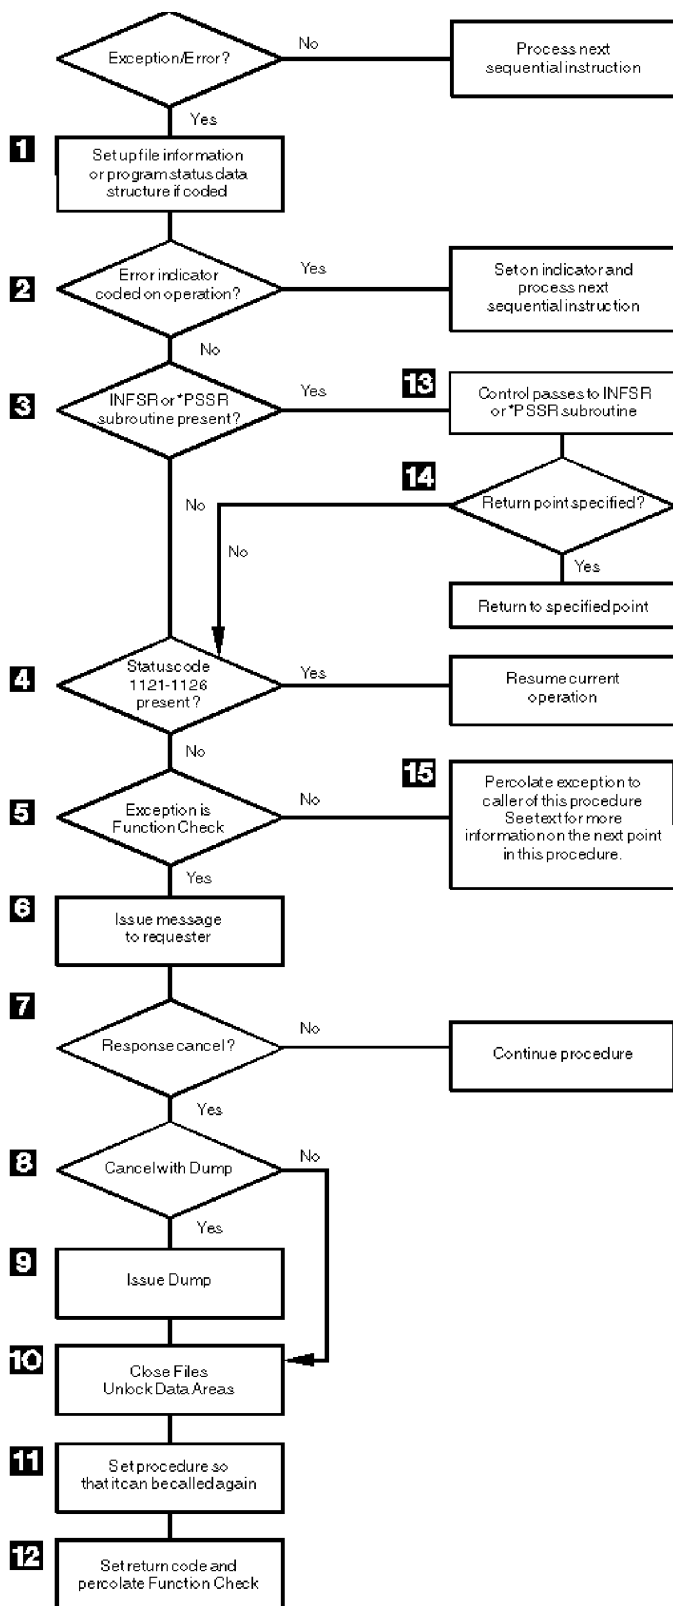 Exception/Error?
No
Process next
sequential instruction
Yes
1
Set up file information
or program status data
structure if coded
2
Error indicator
coded on operation?
Yes
Set on indicator and
process next
sequential instruction
No
3
INFSR or *PSSR
subroutine present?
Yes
13
Control passes to INFSR
or *PSSR subroutine
14
Return point specified?
No
No
Yes
Return to specified point
4
Status code
1121-1126
present?
Yes
Resume current
operation
No
5
Exception is
Function Check
No
15
Percolate exception to
caller of this procedure
See text for more
information on the next point
in this procedure.
Yes
6
Issue message
to requester
7
Response cancel?
No
Continue procedure
Yes
8
Cancel with Dump
No
Yes
9
Issue Dump
10
Close Files
Unlock Data Areas
11
Set procedure so
that it can be called again
12
Set return code and
percolate Function Check